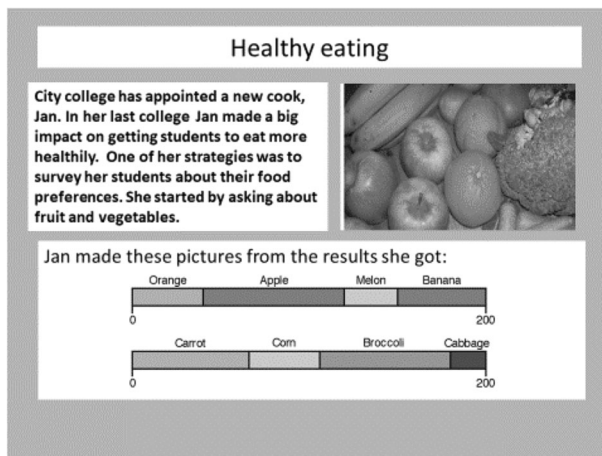 Healthy eating
City college has appointed a new cook,
Jan. In her last college Jan made a big
impact on getting students to eat more
healthily. One of her strategies was to
survey her students about their food
preferences. She started by asking about
fruit and vegetables.
Jan made these pictures from the results she got:
Orange Apple Melon Banana
0 200
Carrot Corn Broccoli Cabbage
0 200